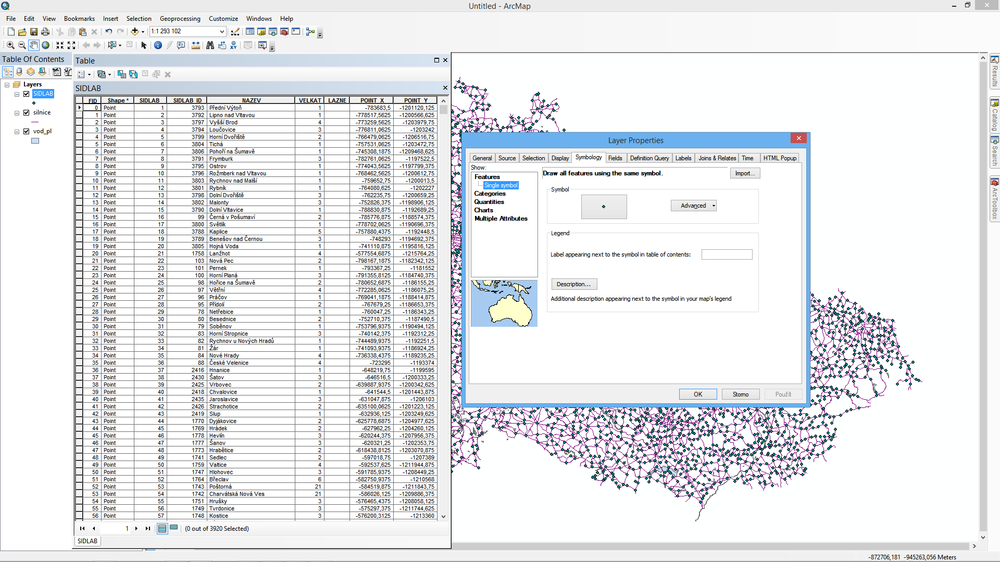 Untitled - ArcMap
File Edit View Bookmarks Insert Selection Geoprocessing Customize Windows Help
1:1 293 102
Table Of Contents
Layers
SIDLAB
silnice
vod_pl
Table
SIDLAB
FID Shape * SIDLAB SIDLAB_ID NAZEV VELKAT LAZNE POINT_X POINT_Y
0 Point 1 3793 Přední Výtoň 1 -783683,5 -1201120,125
1 Point 2 3792 Lipno nad Vltavou 1 -778517,5625 -1200566,625
2 Point 3 3797 Vyšší Brod 4 -773259,5625 -1203979,75
3 Point 4 3794 Loučovice 3 -776811,0625 -1203242
4 Point 5 3799 Horní Dvořiště 2 -766479,0625 -1206516,75
5 Point 6 3804 Tichá 1 -757531,0625 -1203472,75
6 Point 7 3806 Pohoří na Šumavě 1 -745308,1875 -1209468,625
7 Point 8 3791 Frymburk 3 -782761,0625 -1197522,5
8 Point 9 3795 Ostrov 1 -774043,5625 -1197799,375
9 Point 10 3796 Rožmberk nad Vltavou 1 -768462,5625 -1200612,75
10 Point 11 3803 Rychnov nad Malší 1 -759652,75 -1200013,5
11 Point 12 3801 Rybník 1 -764080,625 -1202227
12 Point 13 3798 Dolní Dvořiště 3 -762235,75 -1200659,25
13 Point 14 3802 Malonty 3 -752826,375 -1198906,125
14 Point 15 3790 Dolní Vltavice 1 -788830,875 -1192689,25
15 Point 16 99 Černá v Pošumaví 2 -785776,875 -1188574,375
16 Point 17 3800 Světlík 1 -778702,0625 -1190696,375
17 Point 18 3788 Kaplice 5 -757880,4375 -1192448,5
18 Point 19 3789 Benešov nad Černou 3 -748293 -1194692,375
19 Point 20 3805 Hojná Voda 1 -741110,875 -1195816,125
20 Point 21 1758 Lanžhot 4 -577554,6875 -1215764,25
21 Point 22 103 Nová Pec 2 -798167,1875 -1182342,125
22 Point 23 101 Pernek 1 -793367,25 -1181552
23 Point 24 100 Horní Planá 3 -791355,8125 -1184740,375
24 Point 25 98 Hořice na Šumavě 2 -780652,6875 -1186155,25
25 Point 26 97 Větřní 4 -772285,0625 -1186075,25
26 Point 27 96 Práčov 1 -769041,1875 -1188414,875
27 Point 28 95 Přídolí 2 -767679,25 -1186653,375
28 Point 29 78 Netřebice 1 -760047,25 -1186343,25
29 Point 30 80 Besednice 2 -752710,375 -1187490,5
30 Point 31 79 Soběnov 1 -753796,9375 -1190494,125
31 Point 32 83 Horní Stropnice 3 -740142,375 -1192312,25
32 Point 33 82 Rychnov u Nových Hradů 1 -744489,9375 -1192251,5
33 Point 34 81 Žár 1 -741093,9375 -1186924,25
34 Point 35 84 Nové Hrady 4 -736338,4375 -1189235,25
35 Point 36 88 České Velenice 4 -723295 -1193374
36 Point 37 2416 Hnanice 1 -648219,75 -1199595
37 Point 38 2430 Šatov 3 -646516,5 -1200333,25
38 Point 39 2425 Vrbovec 2 -639887,9375 -1200342,625
39 Point 40 2418 Chvalovice 1 -641544,5 -1201443,875
40 Point 41 2435 Jaroslavice 3 -631047,875 -1206103
41 Point 42 2426 Strachotice 2 -635100,0625 -1201223,125
42 Point 43 2419 Slup 1 -632936,125 -1203249,625
43 Point 44 1770 Dyjákovice 2 -625778,6875 -1204977,625
44 Point 45 1769 Hrádek 2 -627962,25 -1204260,125
45 Point 46 1778 Hevlín 3 -620244,375 -1207956,375
46 Point 47 1777 Šanov 3 -620321,25 -1202353,75
47 Point 48 1773 Hrabětice 2 -618438,8125 -1203070,875
48 Point 49 1741 Sedlec 2 -597018,75 -1207389
49 Point 50 1759 Valtice 4 -592537,625 -1211944,875
50 Point 51 1747 Hlohovec 3 -591785,9375 -1208449,25
51 Point 52 1764 Břeclav 6 -582750,9375 -1210568
52 Point 53 1743 Poštorná 21 -584519,875 -1211843,75
53 Point 54 1742 Charvátská Nová Ves 21 -586026,125 -1209886,375
54 Point 55 1751 Hrušky 3 -576465,4375 -1208058,125
55 Point 56 1749 Tvrdonice 3 -575297,375 -1211744,625
56 Point 57 1748 Kostice 3 -576200,3125 -1213360
1 (0 out of 3920 Selected)
SIDLAB
Layer Properties
General Source Selection Display Symbology Fields Definition Query Labels Joins & Relates Time HTML Popup
Show:
Features
Single symbol
Categories
Quantities
Charts
Multiple Attributes
Draw all features using the same symbol.
Import...
Symbol
Advanced
Legend
Label appearing next to the symbol in table of contents:
Description...
Additional description appearing next to the symbol in your map's legend
OK Storno Použít
Results
Catalog
Search
ArcToolbox
-872706,181 -945263,056 Meters